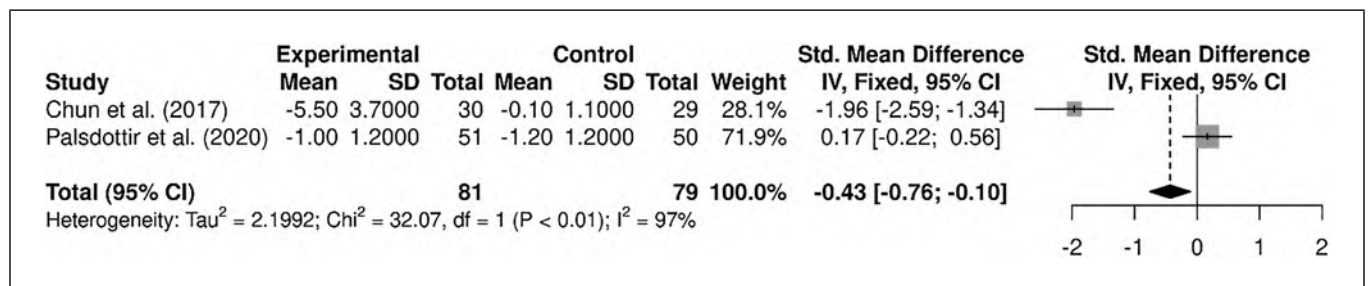 Experimental Control Std. Mean Difference Std. Mean Difference
Study Mean SD Total Mean SD Total Weight IV, Fixed, 95% CI IV, Fixed, 95% CI
Chun et al. (2017) -5.50 3.7000 30 -0.10 1.1000 29 28.1% -1.96 [-2.59; -1.34]
Palsdottir et al. (2020) -1.00 1.2000 51 -1.20 1.2000 50 71.9% 0.17 [-0.22; 0.56]
Total (95% CI) 81 79 100.0% -0.43 [-0.76; -0.10]
Heterogeneity: Tau² = 2.1992; Chi² = 32.07, df = 1 (P < 0.01); I² = 97%
-2 -1 0 1 2